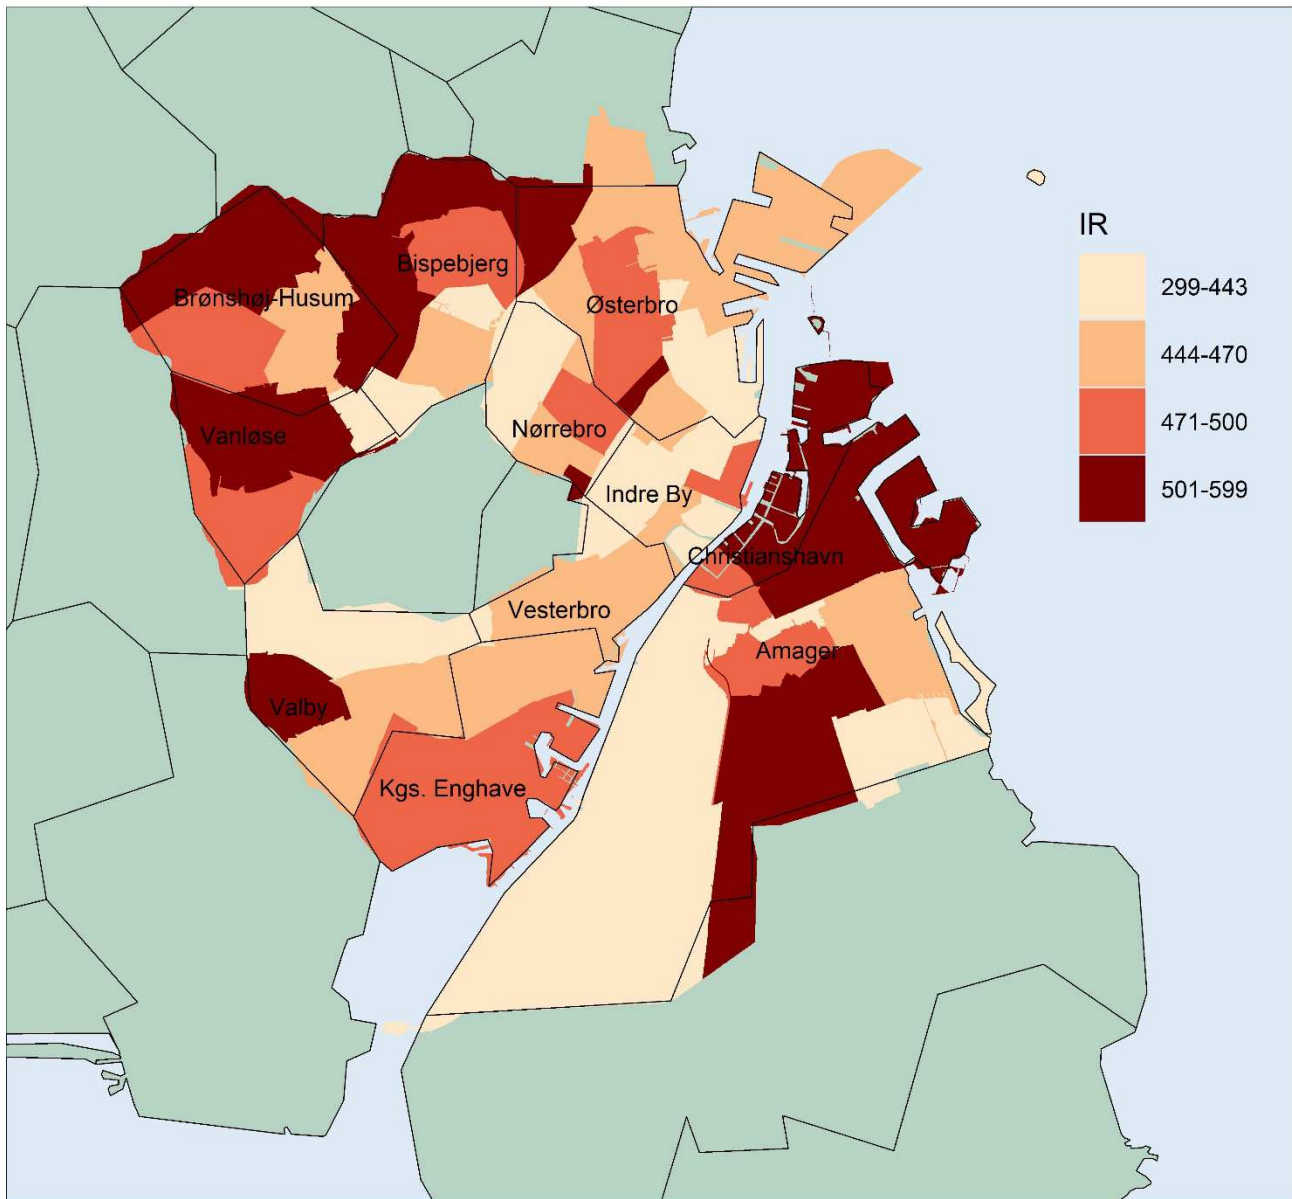 IR
299-443
444-470
471-500
501-599
Bispebjerg
Brønshøj-Husum
Østerbro
Vanløse
Nørrebro
Indre By
Christianshavn
Vesterbro
Amager
Valby
Kgs. Enghave